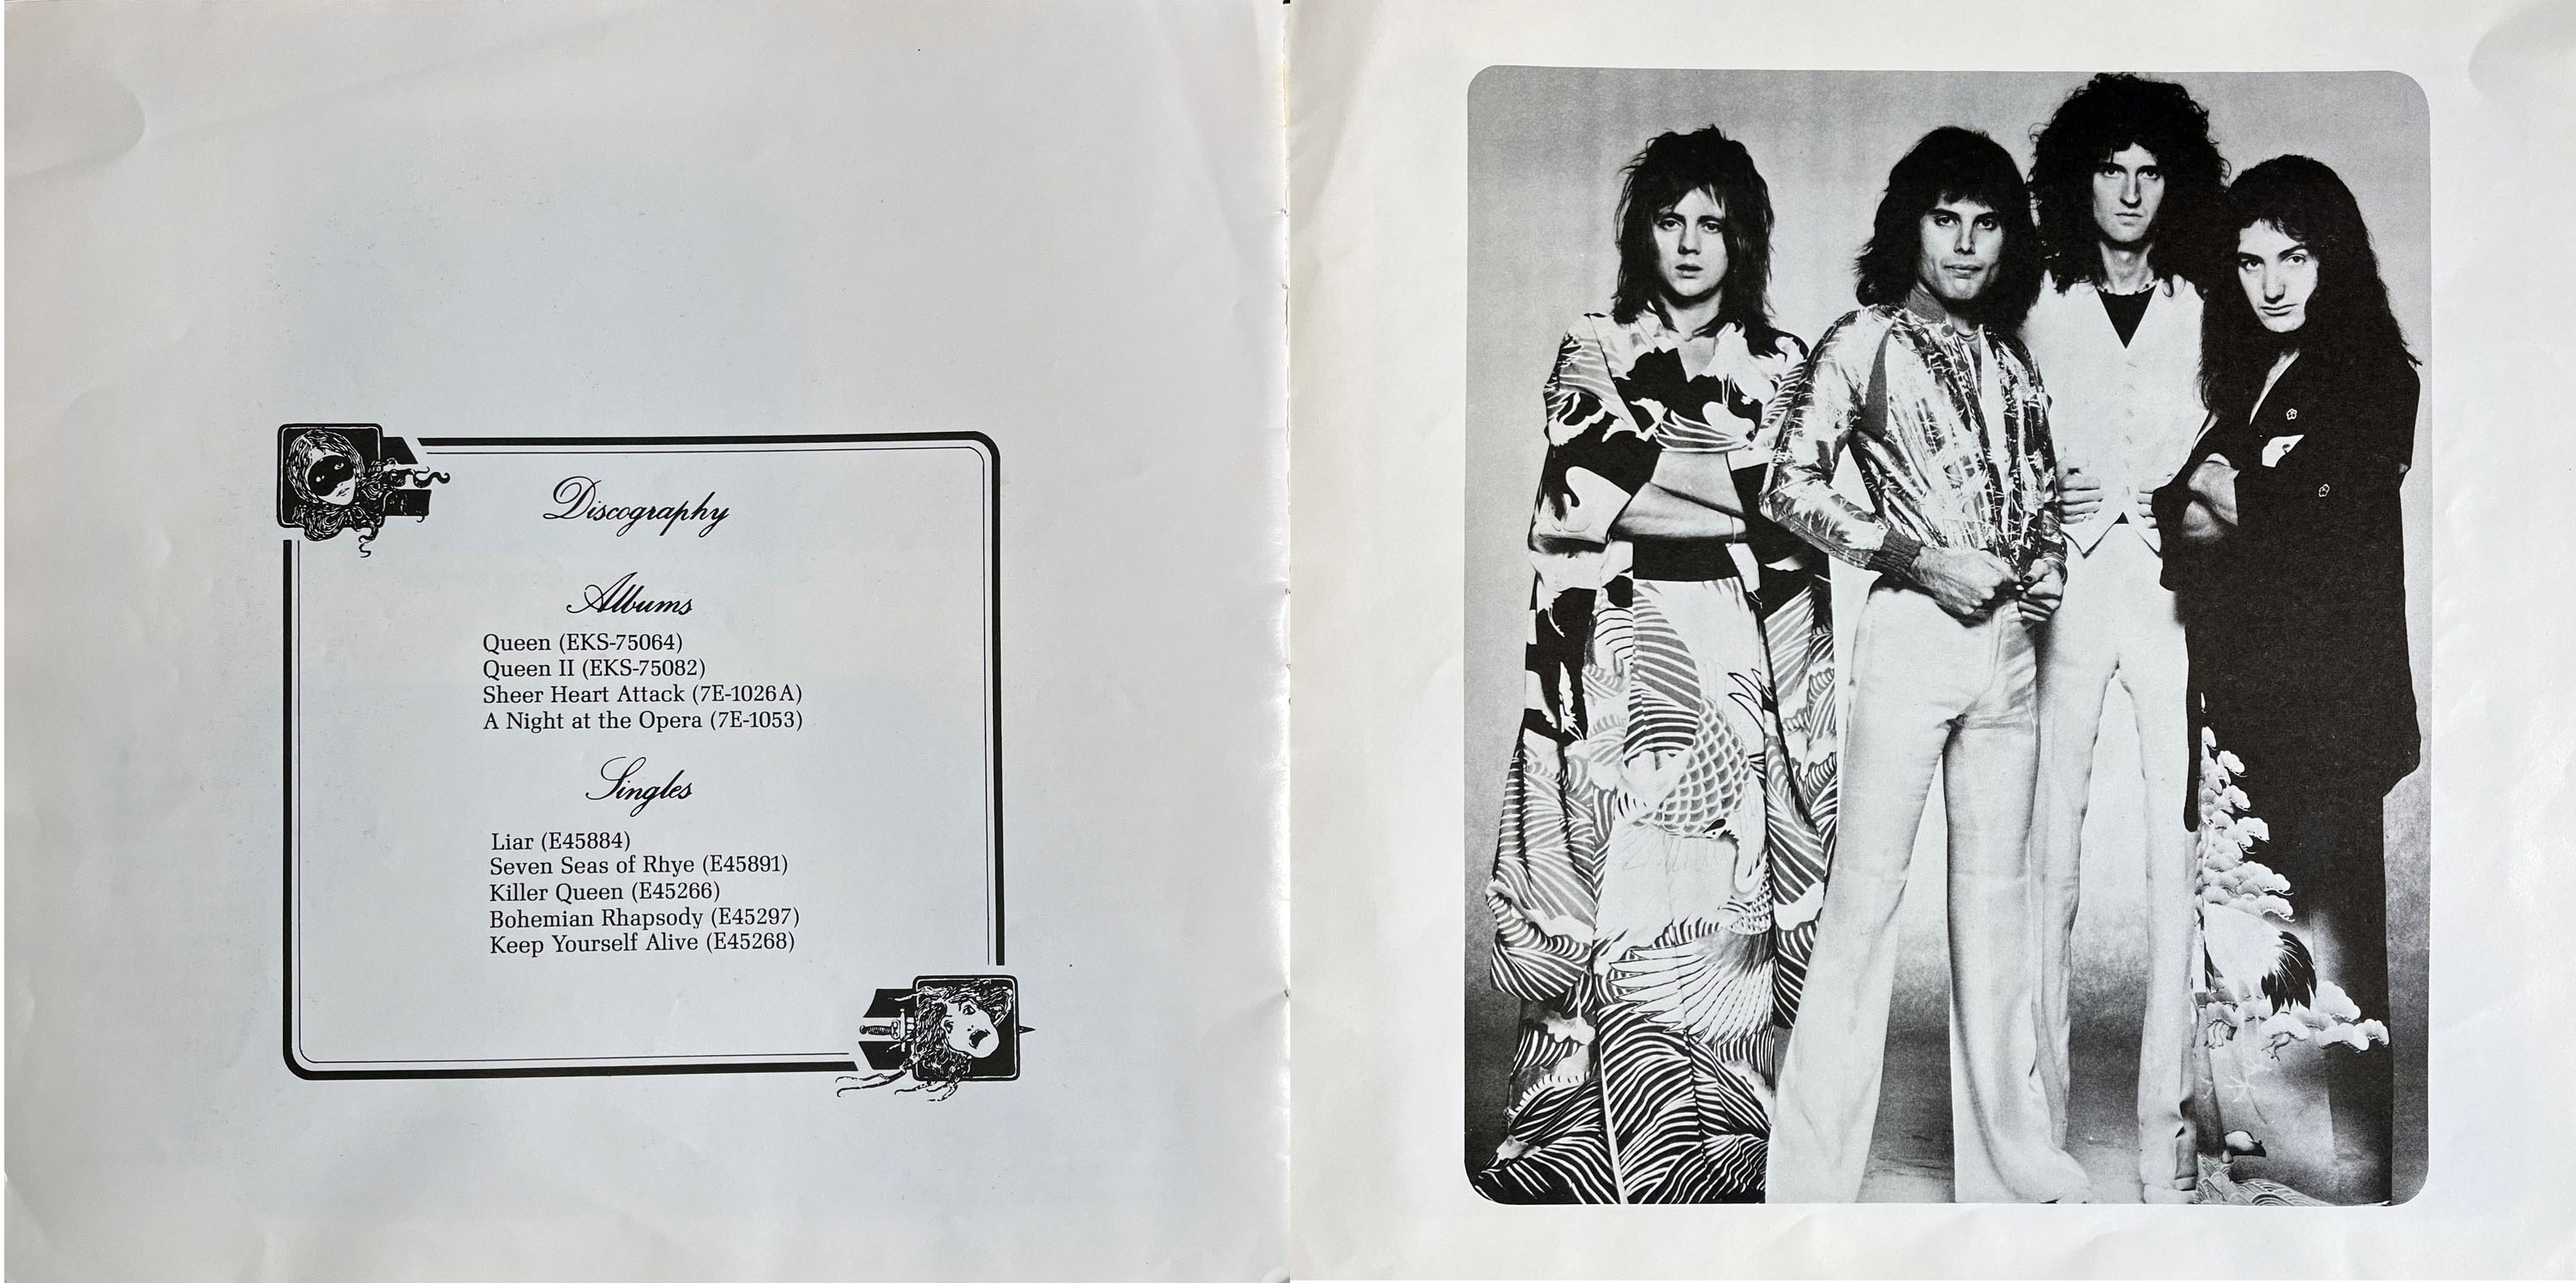 Discography
Albums
Queen (EKS-75064)
Queen II (EKS-75082)
Sheer Heart Attack (7E-1026A)
A Night at the Opera (7E-1053)
Singles
Liar (E45884)
Seven Seas of Rhye (E45891)
Killer Queen (E45266)
Bohemian Rhapsody (E45297)
Keep Yourself Alive (E45268)